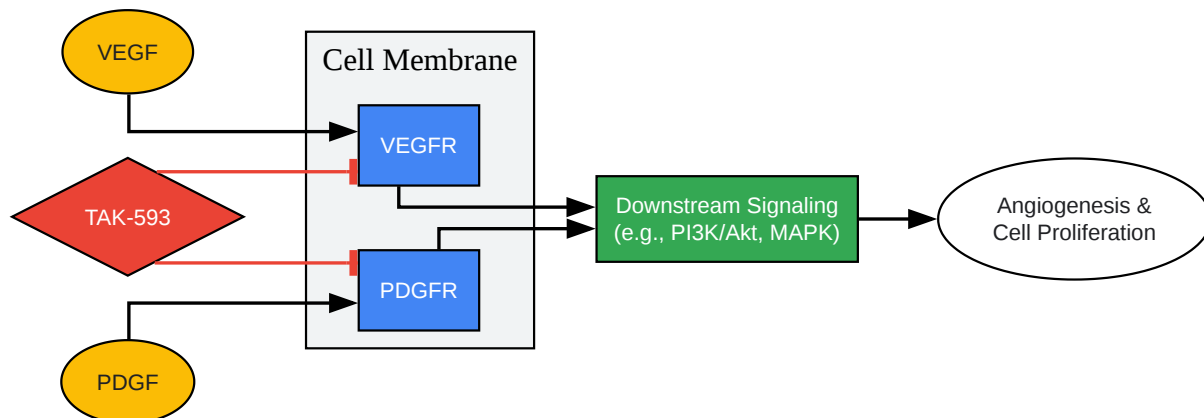 VEGF
Cell Membrane
VEGFR
TAK-593
Downstream Signaling
(e.g., PI3K/Akt, MAPK)
Angiogenesis &
Cell Proliferation
PDGFR
PDGF